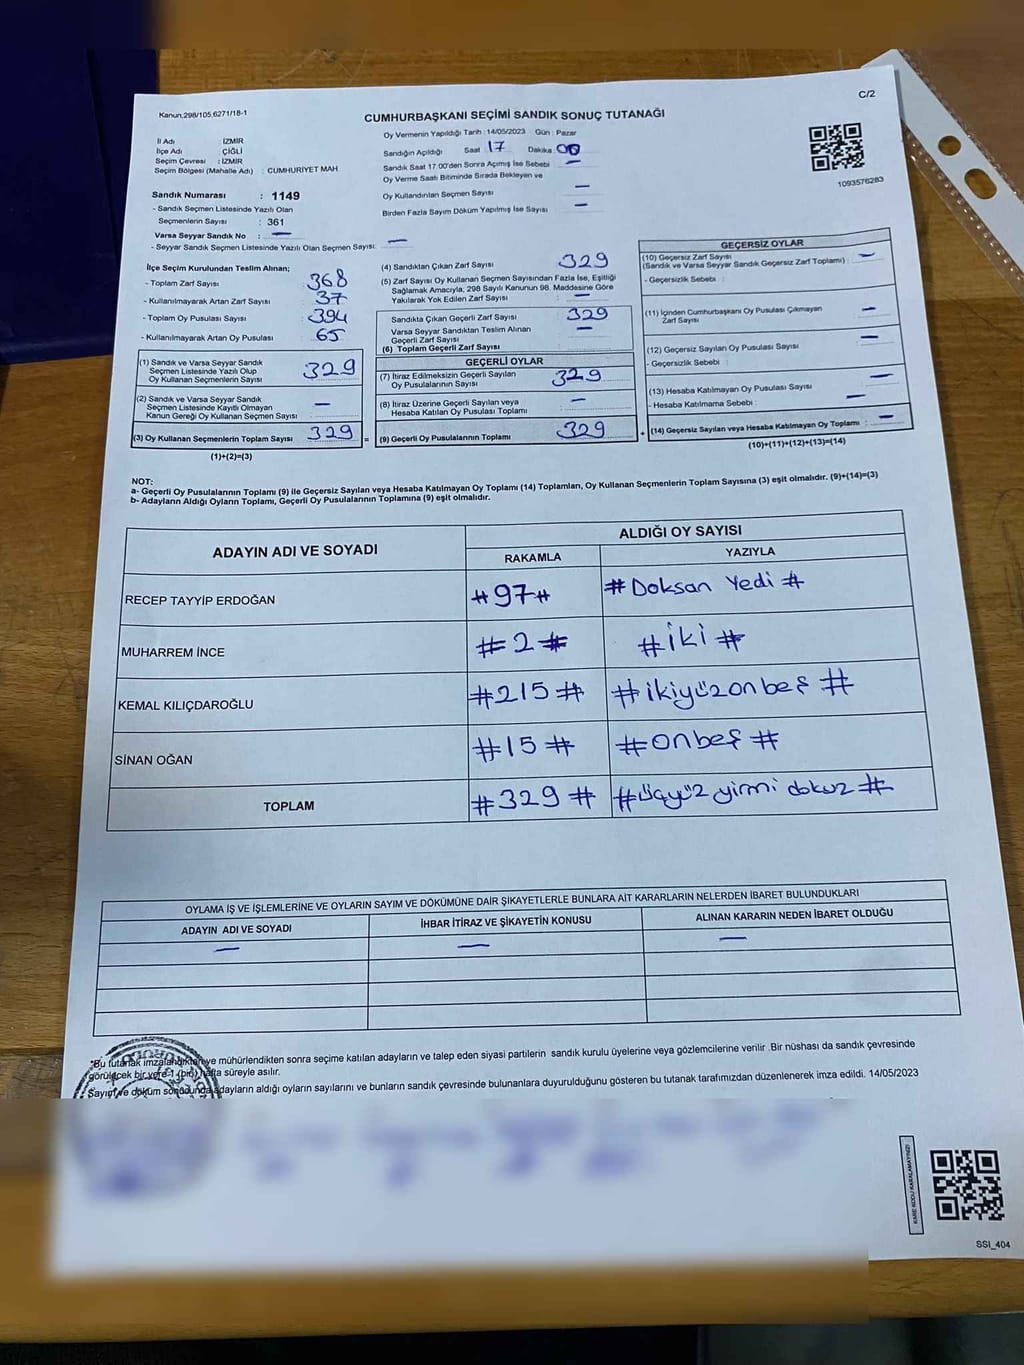 C/2
Kanun,298/105,6271/18-1
CUMHURBAŞKANI SEÇİMİ SANDIK SONUÇ TUTANAĞI
Oy Vermenin Yapıldığı Tarih : 14/05/2023 Gün : Pazar
İl Adı : İZMİR
İlçe Adı : ÇİĞLİ
Seçim Çevresi : İZMİR
Seçim Bölgesi (Mahalle Adı) : CUMHURIYET MAH
Sandığın Açıldığı Saat 17 Dakika 00
Sandık Saat 17.00'den Sonra Açımış İse Sebebi —
Oy Verme Saati Bitiminde Sırada Bekleyen ve
Oy Kullandırılan Seçmen Sayısı —
Birden Fazla Sayım Döküm Yapılmış İse Sayısı —
1093576283
Sandık Numarası : 1149
- Sandık Seçmen Listesinde Yazılı Olan
Seçmenlerin Sayısı : 361
Varsa Seyyar Sandık No : —
- Seyyar Sandık Seçmen Listesinde Yazılı Olan Seçmen Sayısı: —
İlçe Seçim Kurulundan Teslim Alınan;
- Toplam Zarf Sayısı : 368
- Kullanılmayarak Artan Zarf Sayısı : 37
- Toplam Oy Pusulası Sayısı : 394
- Kullanılmayarak Artan Oy Pusulası : 65
(1) Sandık ve Varsa Seyyar Sandık
Seçmen Listesinde Yazılı Olup
Oy Kullanan Seçmenlerin Sayısı : 329
(2) Sandık ve Varsa Seyyar Sandık
Seçmen Listesinde Kayıtlı Olmayan
Kanun Gereği Oy Kullanan Seçmen Sayısı : —
(3) Oy Kullanan Seçmenlerin Toplam Sayısı : 329 =
(1)+(2)=(3)
(4) Sandıktan Çıkan Zarf Sayısı : 329
(5) Zarf Sayısı Oy Kullanan Seçmen Sayısından Fazla İse, Eşitliği
Sağlamak Amacıyla, 298 Sayılı Kanunun 98. Maddesine Göre
Yakılarak Yok Edilen Zarf Sayısı : —
Sandıkta Çıkan Geçerli Zarf Sayısı : 329
Varsa Seyyar Sandıktan Teslim Alınan
Geçerli Zarf Sayısı : —
(6) Toplam Geçerli Zarf Sayısı :
GEÇERLİ OYLAR
(7) İtiraz Edilmeksizin Geçerli Sayılan
Oy Pusulalarının Sayısı : 329
(8) İtiraz Üzerine Geçerli Sayılan veya
Hesaba Katılan Oy Pusulası Toplamı : —
(9) Geçerli Oy Pusulalarının Toplamı : 329 +
GEÇERSİZ OYLAR
(10) Geçersiz Zarf Sayısı
(Sandık ve Varsa Seyyar Sandık Geçersiz Zarf Toplamı) : —
- Geçersizlik Sebebi :
(11) İçinden Cumhurbaşkanı Oy Pusulası Çıkmayan
Zarf Sayısı : —
(12) Geçersiz Sayılan Oy Pusulası Sayısı : —
- Geçersizlik Sebebi :
(13) Hesaba Katılmayan Oy Pusulası Sayısı : —
- Hesaba Katılmama Sebebi :
(14) Geçersiz Sayılan veya Hesaba Katılmayan Oy Toplamı : —
(10)+(11)+(12)+(13)=(14)
NOT:
a- Geçerli Oy Pusulalarının Toplamı (9) ile Geçersiz Sayılan veya Hesaba Katılmayan Oy Toplamı (14) Toplamları, Oy Kullanan Seçmenlerin Toplam Sayısına (3) eşit olmalıdır. (9)+(14)=(3)
b- Adayların Aldığı Oyların Toplamı, Geçerli Oy Pusulalarının Toplamına (9) eşit olmalıdır.
ADAYIN ADI VE SOYADI ALDIĞI OY SAYISI
RAKAMLA YAZIYLA
RECEP TAYYİP ERDOĞAN #97# #Doksan Yedi #
MUHARREM İNCE #2# #iki#
KEMAL KILIÇDAROĞLU #215# #ikiyüzonbeş#
SİNAN OĞAN #15# #onbeş#
TOPLAM #329# #üçyüz yirmi dokuz#
OYLAMA İŞ VE İŞLEMLERİNE VE OYLARIN SAYIM VE DÖKÜMÜNE DAİR ŞİKAYETLERLE BUNLARA AİT KARARLARIN NELERDEN İBARET BULUNDUKLARI
ADAYIN ADI VE SOYADI İHBAR İTİRAZ VE ŞİKAYETİN KONUSU ALINAN KARARIN NEDEN İBARET OLDUĞU
— — —
*Bu tutanak imzalandıktan ve mühürlendikten sonra seçime katılan adayların ve talep eden siyasi partilerin sandık kurulu üyelerine veya gözlemcilerine verilir .Bir nüshası da sandık çevresinde
görülecek bir yere 1 (bir) hafta süreyle asılır.
Sayım ve döküm sonucunda adayların aldığı oyların sayılarını ve bunların sandık çevresinde bulunanlara duyurulduğunu gösteren bu tutanak tarafımızdan düzenlenerek imza edildi. 14/05/2023
KARE KODU KARALAMAYINIZ!
SSI_404